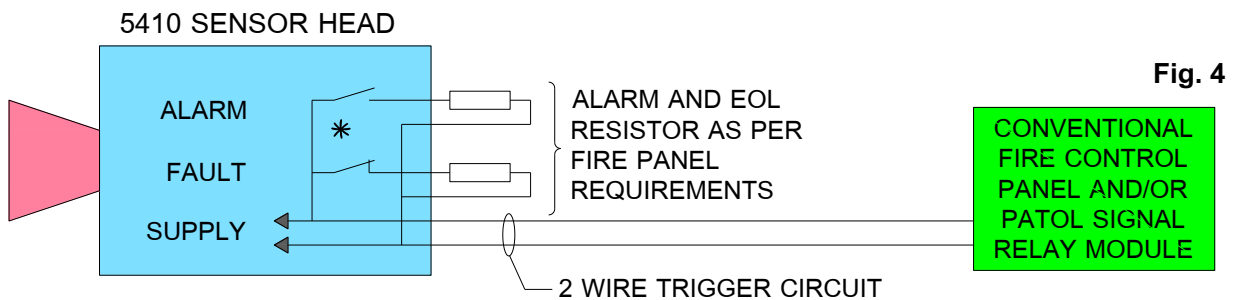 5410 SENSOR HEAD
Fig. 4
ALARM
FAULT
SUPPLY
*
ALARM AND EOL
RESISTOR AS PER
FIRE PANEL
REQUIREMENTS
CONVENTIONAL
FIRE CONTROL
PANEL AND/OR
PATOL SIGNAL
RELAY MODULE
2 WIRE TRIGGER CIRCUIT